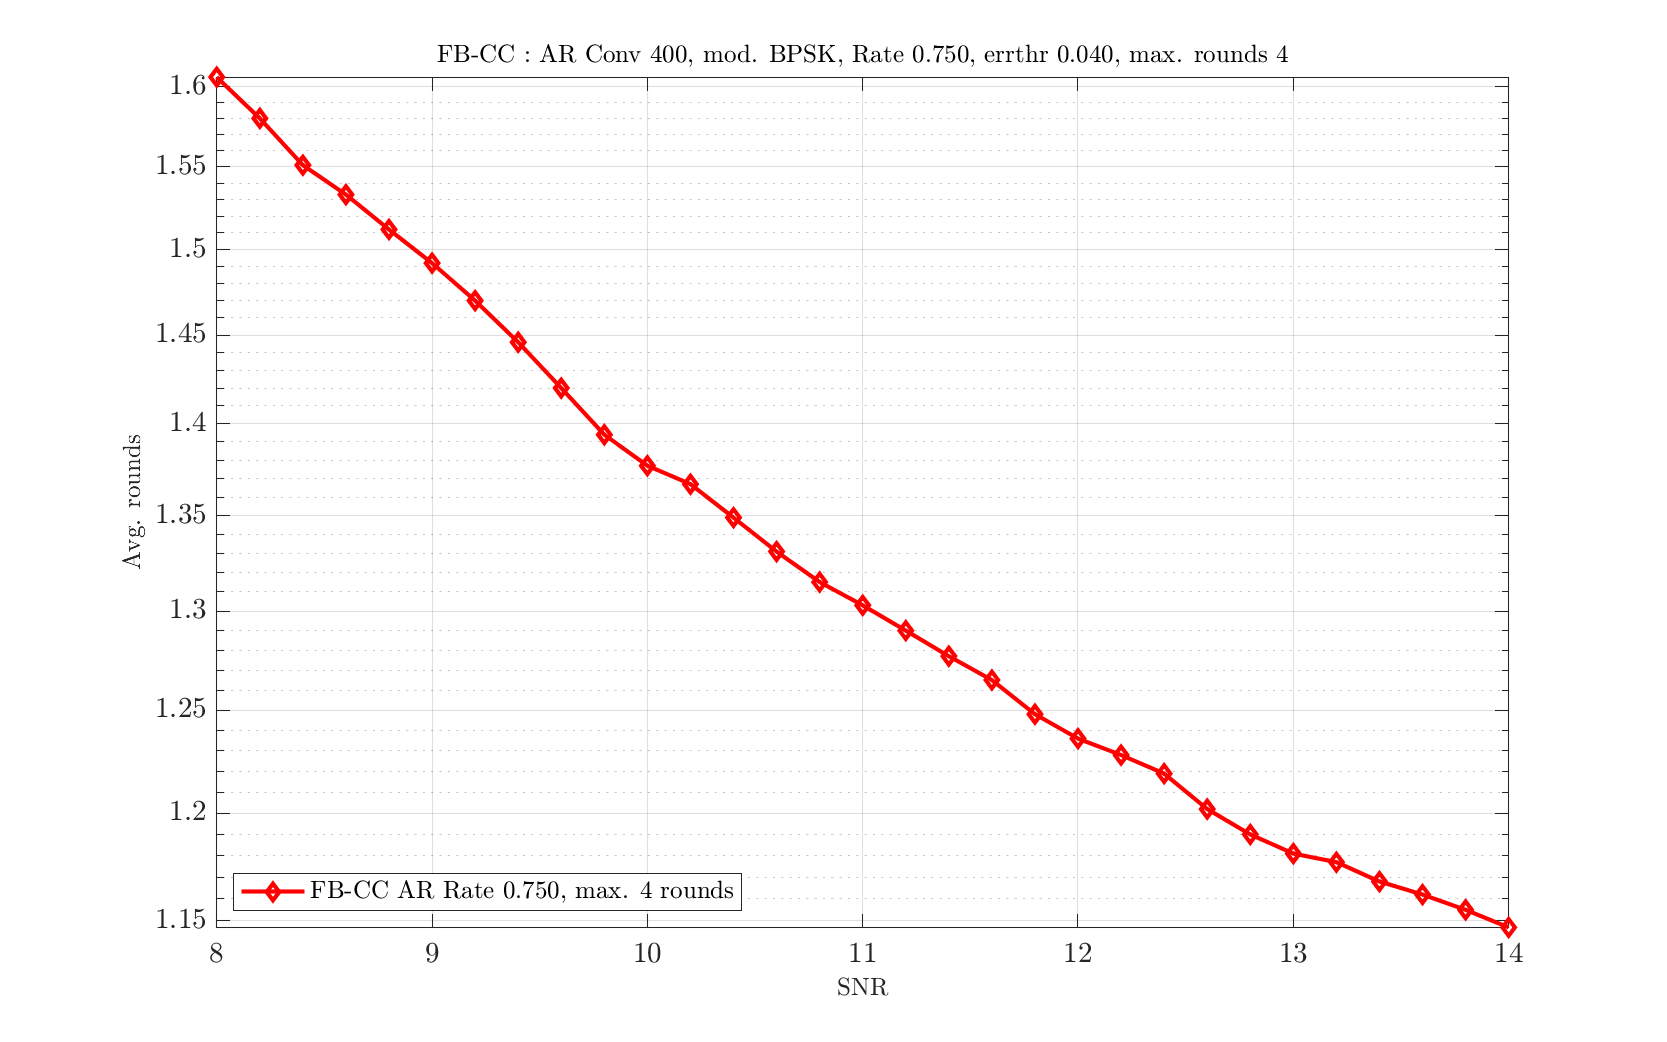 FB-CC : AR Conv 400, mod. BPSK, Rate 0.750, errthr 0.040, max. rounds 4
1.6
1.55
1.5
1.45
1.4
1.35
1.3
1.25
1.2
1.15
Avg. rounds
FB-CC AR Rate 0.750, max. 4 rounds
8 9 10 11 12 13 14
SNR